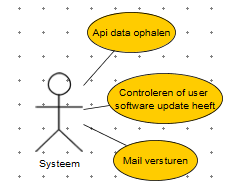 Api data ophalen
Controleren of user
software update heeft
Mail versturen
Systeem